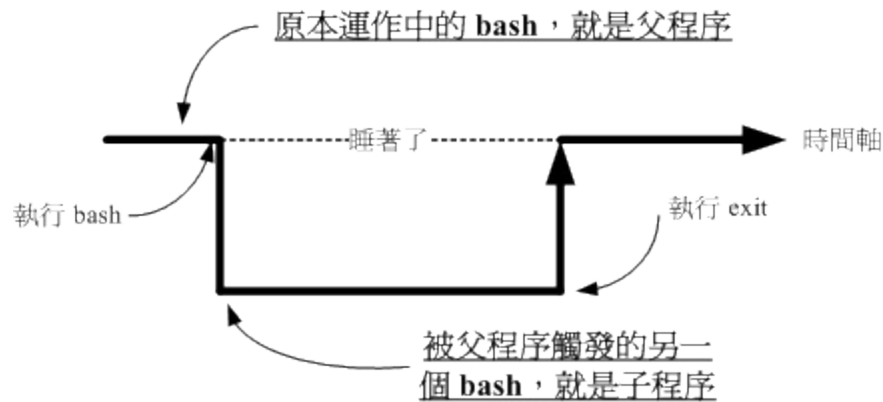 原本運作中的 bash，就是父程序
睡著了
時間軸
執行 bash
執行 exit
被父程序觸發的另一
個 bash，就是子程序